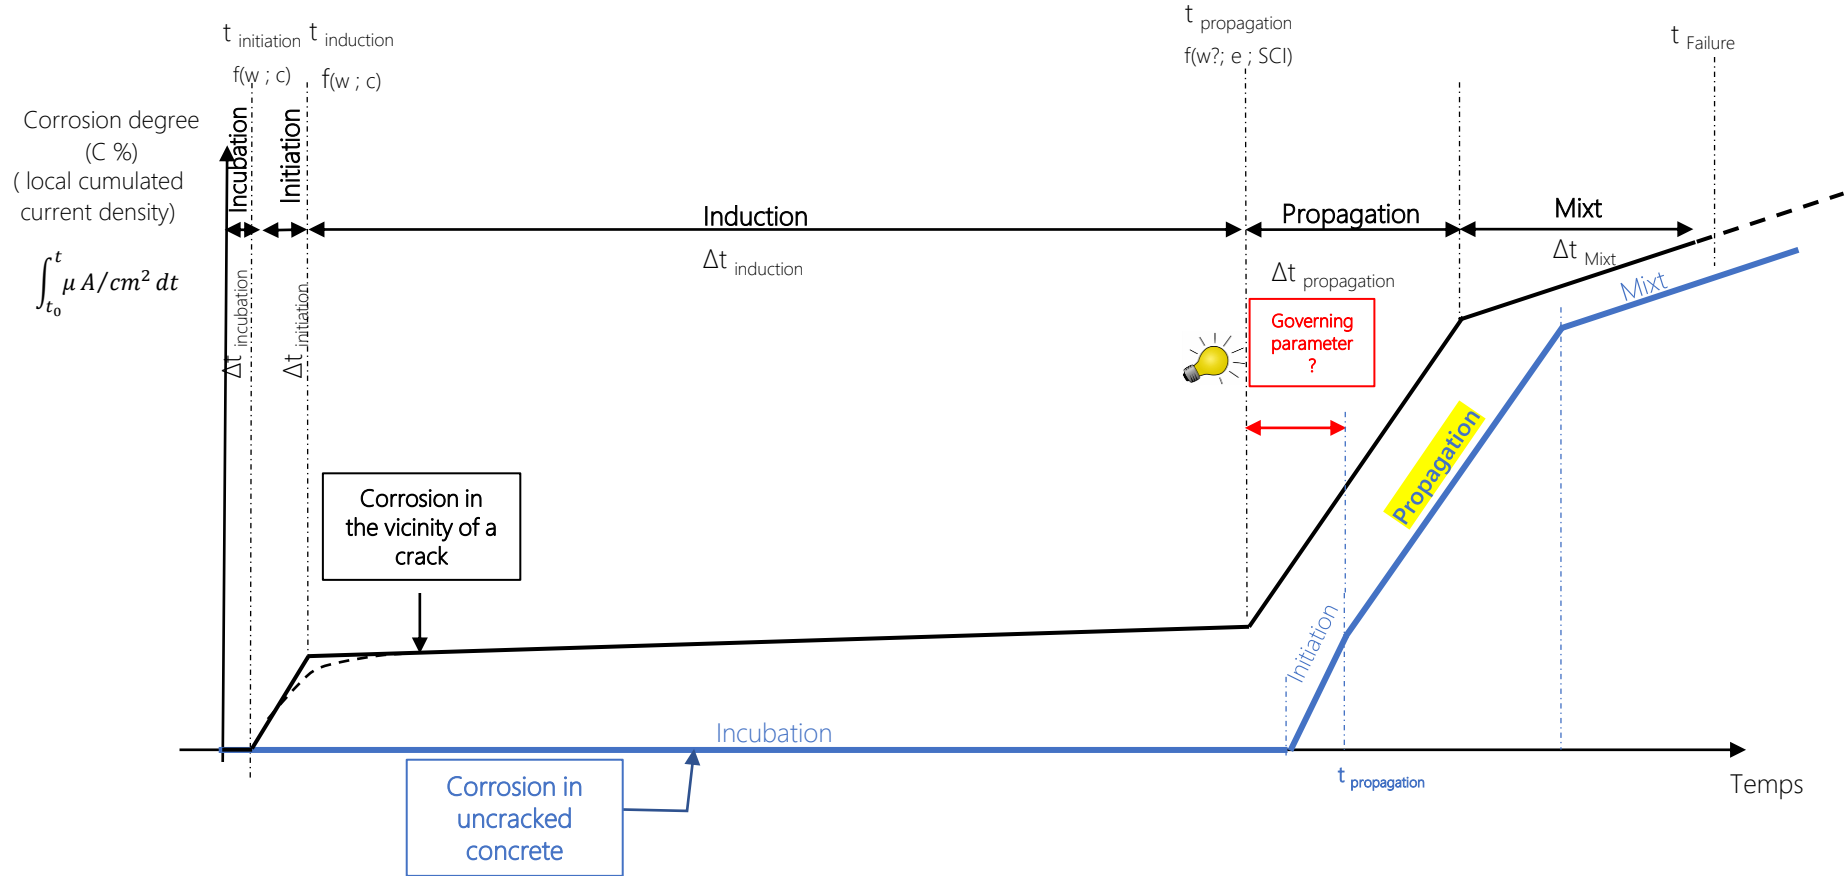 t initiation
f(w ; c)
t induction
f(w ; c)
t propagation
f(w?; e ; SCI)
t Failure
Corrosion degree
(C %)
( local cumulated
current density)
∫_{t_0}^{t} μ A/cm² dt
Incubation
Initiation
Induction
Δt induction
Propagation
Δt propagation
Mixt
Δt Mixt
Δt incubation
Δt initiation
Governing
parameter
?
Mixt
Propagation
Initiation
Corrosion in
the vicinity of a
crack
Incubation
Corrosion in
uncracked
concrete
t propagation
Temps